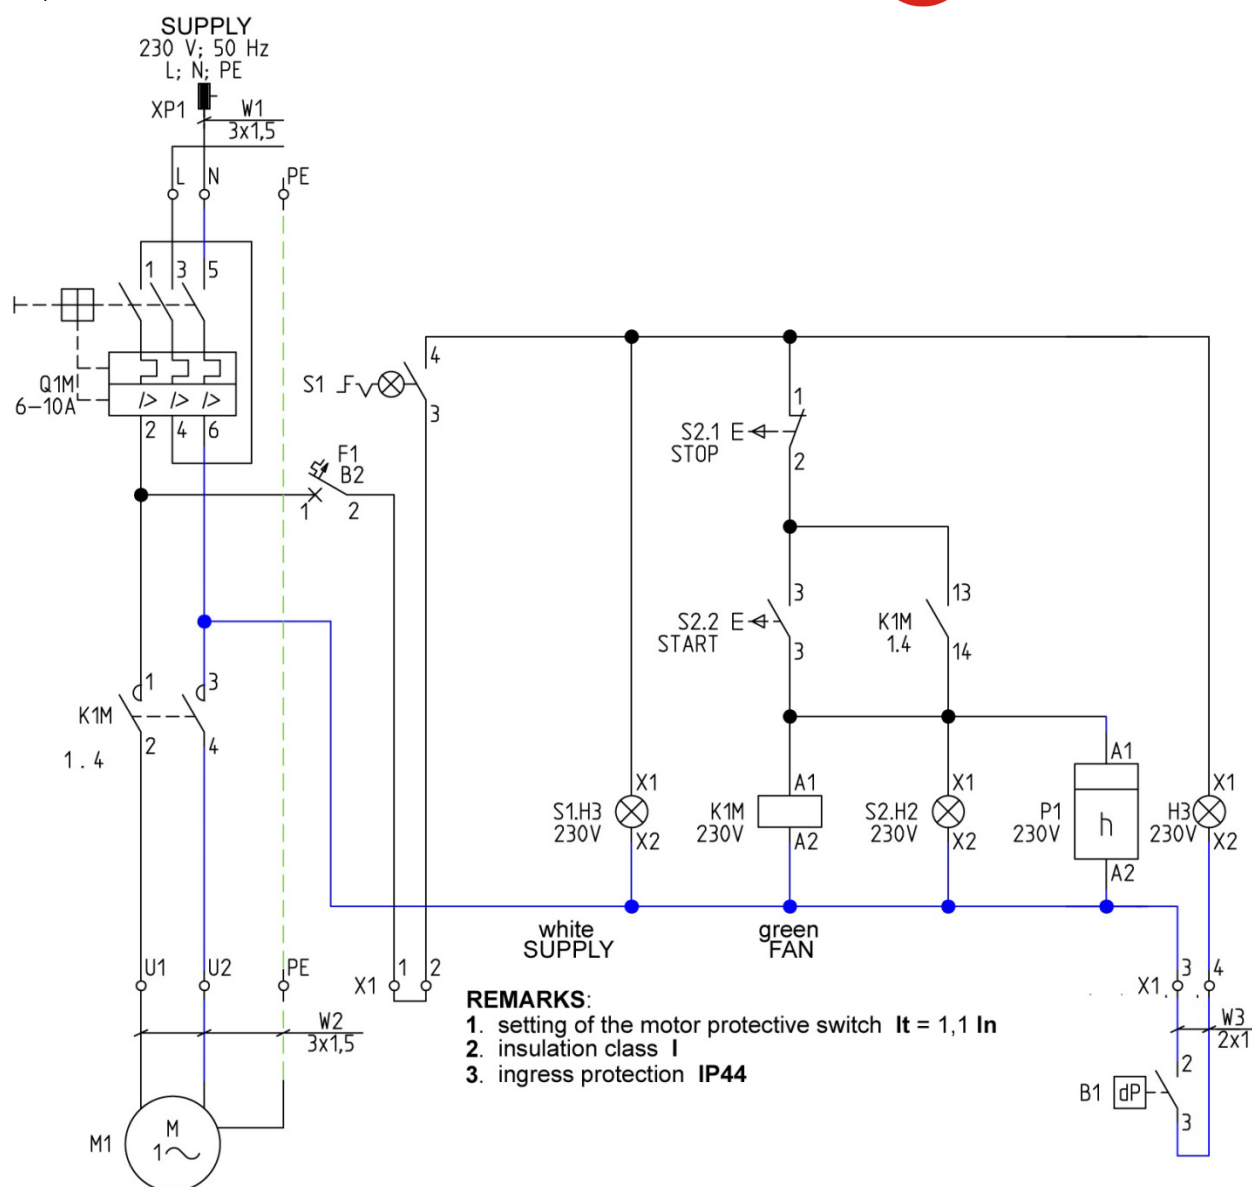 SUPPLY
230 V; 50 Hz
L; N; PE
XP1
W1
3x1,5
L
N
PE
1
3
5
Q1M
6-10A
I>
I>
I>
2
4
6
F1
B2
1
2
S1
4
3
1
S2.1
STOP
2
3
S2.2
START
3
13
K1M
1.4
14
1
3
K1M
2
4
1.4
X1
S1.H3
230V
X2
A1
K1M
230V
A2
X1
S2.H2
230V
X2
A1
P1
230V
h
A2
X1
H3
230V
X2
white
SUPPLY
green
FAN
U1
U2
PE
X1
1
2
X1
3
4
REMARKS:
1. setting of the motor protective switch It = 1,1 In
2. insulation class I
3. ingress protection IP44
W2
3x1,5
W3
2x1
2
B1
dP
3
M1
M
1~